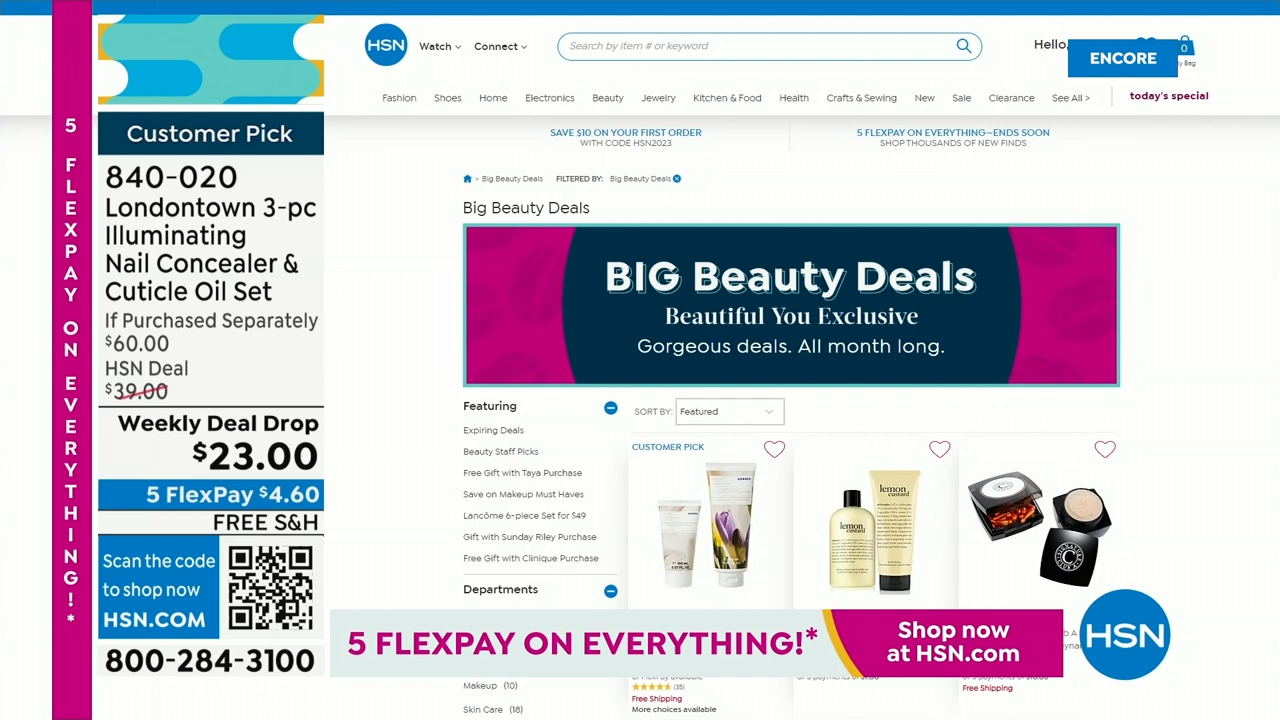 5 FLEXPAY ON EVERYTHING!*
Customer Pick
840-020
Londontown 3-pc
Illuminating
Nail Concealer &
Cuticle Oil Set
If Purchased Separately
$60.00
HSN Deal
$39.00
Weekly Deal Drop
$23.00
5 FlexPay $4.60
FREE S&H
Scan the code
to shop now
HSN.COM
800-284-3100
HSN
Watch
Connect
Search by item # or keyword
Hello,
0
ENCORE
Bag
Fashion Shoes Home Electronics Beauty Jewelry Kitchen & Food Health Crafts & Sewing New Sale Clearance See All > today's special
SAVE $10 ON YOUR FIRST ORDER
WITH CODE HSN2023
5 FLEXPAY ON EVERYTHING—ENDS SOON
SHOP THOUSANDS OF NEW FINDS
> Big Beauty Deals FILTERED BY: Big Beauty Deals
Big Beauty Deals
BIG Beauty Deals
Beautiful You Exclusive
Gorgeous deals. All month long.
Featuring
Expiring Deals
Beauty Staff Picks
Free Gift with Taya Purchase
Save on Makeup Must Haves
Lancôme 6-piece Set for $49
Gift with Sunday Riley Purchase
Free Gift with Clinique Purchase
Departments
Makeup (10)
Skin Care (18)
SORT BY: Featured
CUSTOMER PICK
KORRES
lemon custard
lemon custard
5 FLEXPAY ON EVERYTHING!*
Shop now
at HSN.com
HSN
(35)
Free Shipping
More choices available
Free Shipping